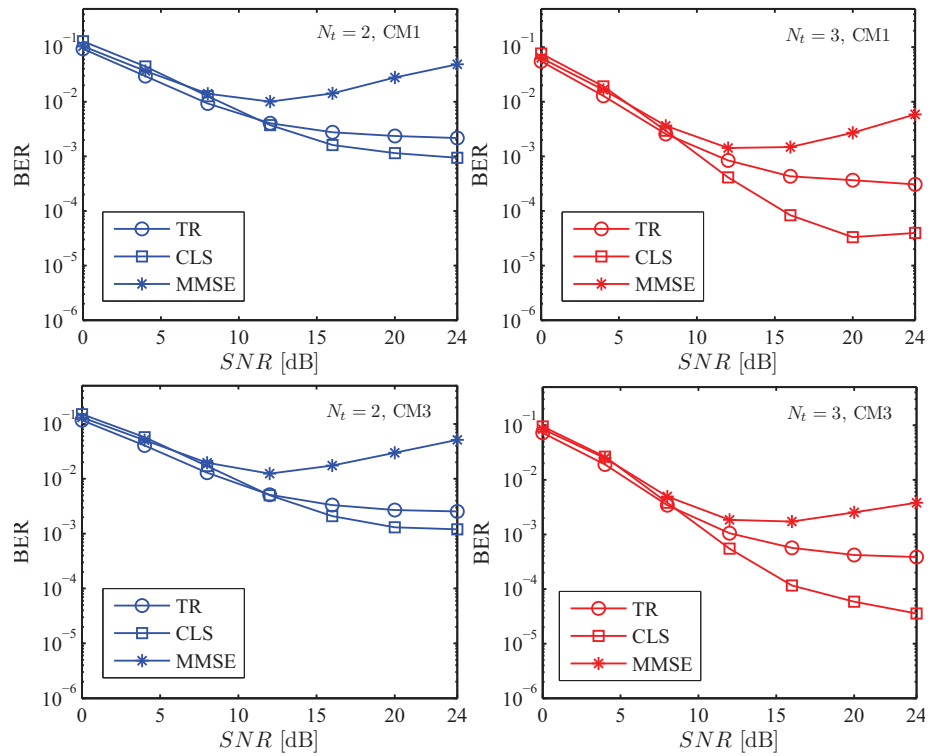 N_t = 2, CM1
BER
10^{-1}
10^{-2}
10^{-3}
10^{-4}
10^{-5}
10^{-6}
TR
CLS
MMSE
0 5 10 15 20 24
SNR [dB]
N_t = 3, CM1
BER
10^{-1}
10^{-2}
10^{-3}
10^{-4}
10^{-5}
10^{-6}
TR
CLS
MMSE
0 5 10 15 20 24
SNR [dB]
N_t = 2, CM3
BER
10^{-1}
10^{-2}
10^{-3}
10^{-4}
10^{-5}
10^{-6}
TR
CLS
MMSE
0 5 10 15 20 24
SNR [dB]
N_t = 3, CM3
BER
10^{-1}
10^{-2}
10^{-3}
10^{-4}
10^{-5}
10^{-6}
TR
CLS
MMSE
0 5 10 15 20 24
SNR [dB]